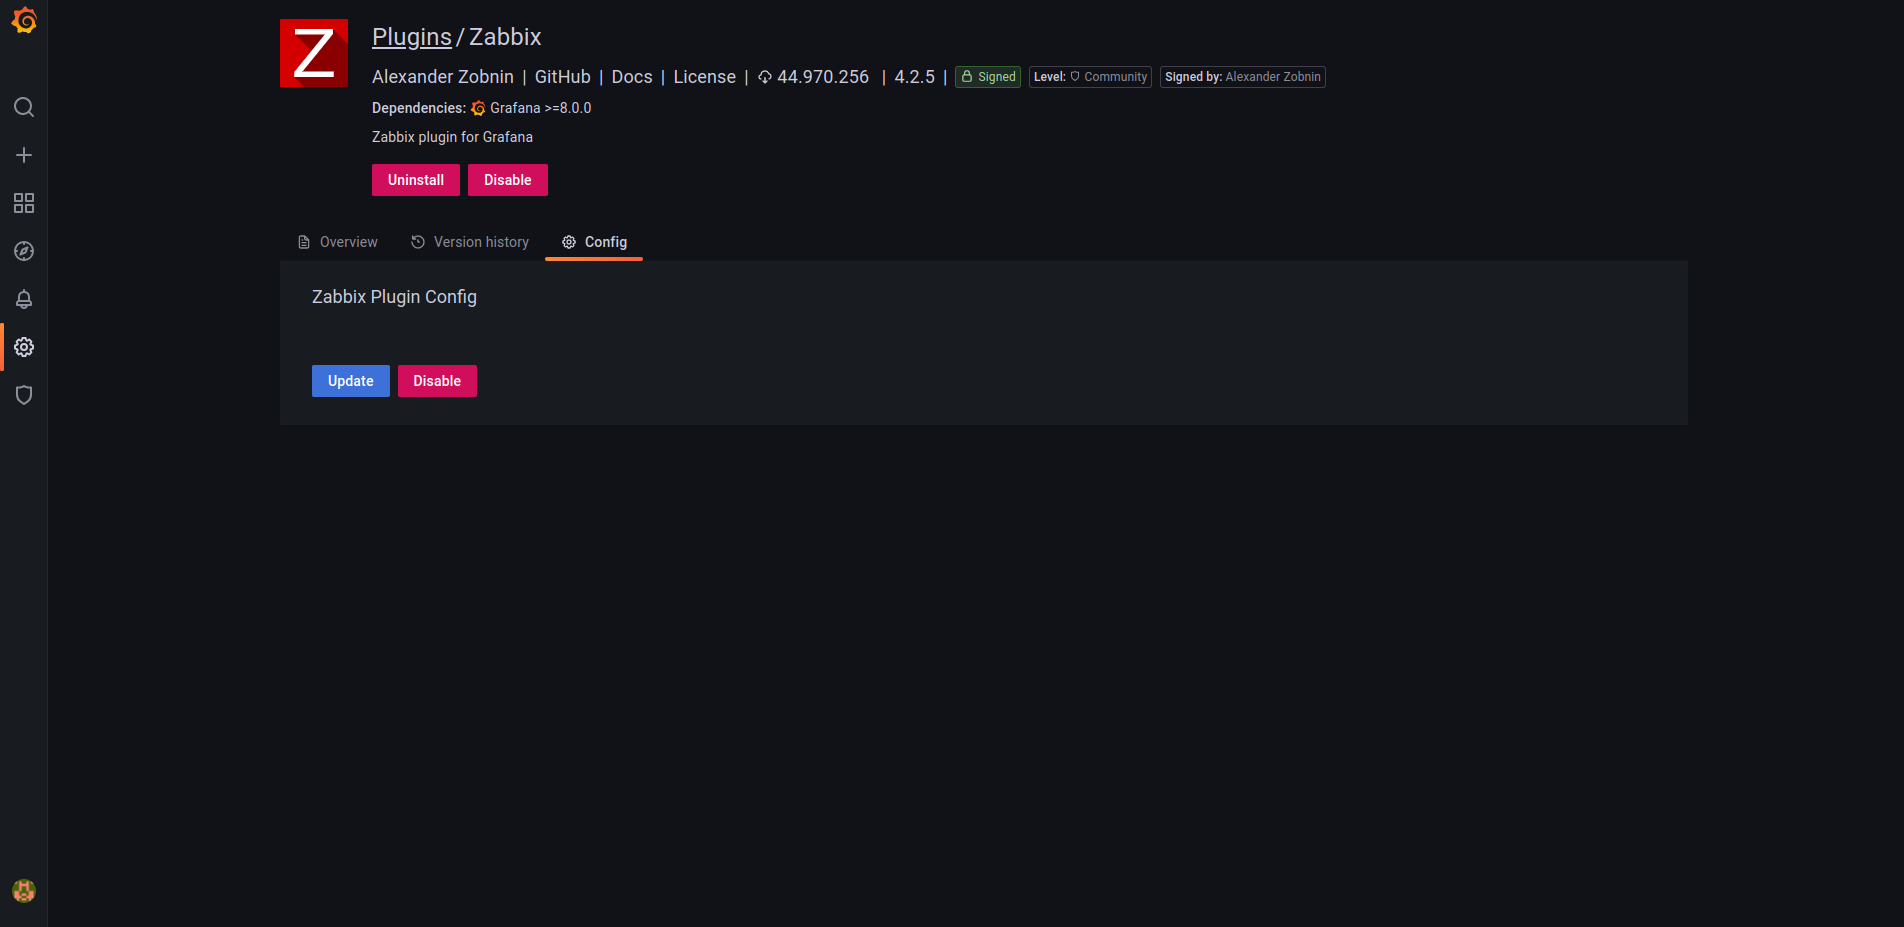 Z
Plugins / Zabbix
Alexander Zobnin | GitHub | Docs | License | 44.970.256 | 4.2.5 | Signed Level: Community Signed by: Alexander Zobnin
Dependencies: Grafana >=8.0.0
Zabbix plugin for Grafana
Uninstall Disable
Overview Version history Config
Zabbix Plugin Config
Update Disable